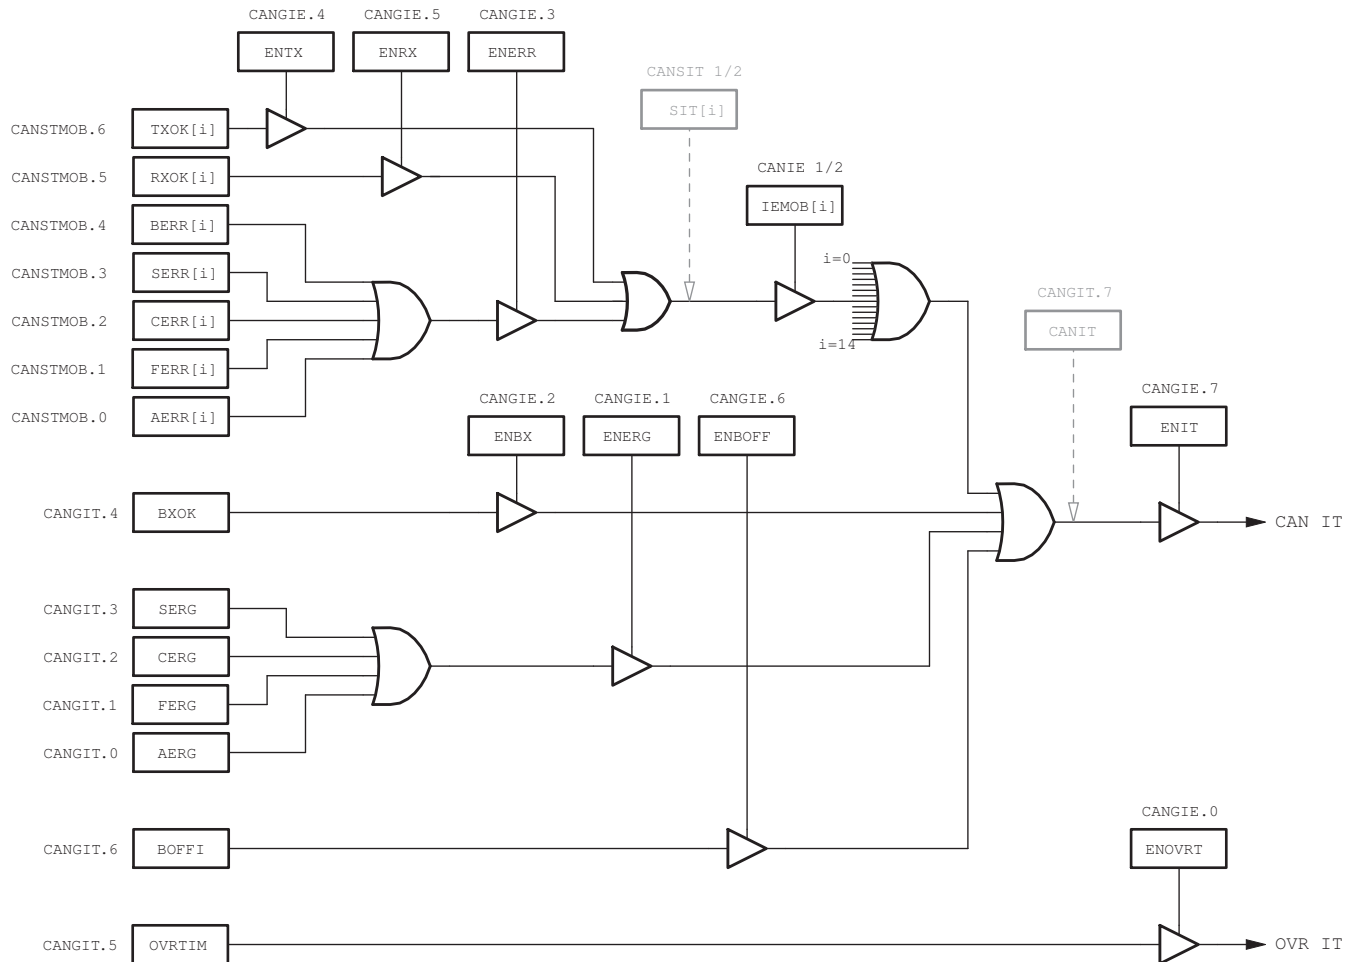 CANGIE.4 CANGIE.5 CANGIE.3
ENTX ENRX ENERR
CANSIT 1/2
SIT[i]
CANSTMOB.6 TXOK[i]
CANIE 1/2
CANSTMOB.5 RXOK[i]
IEMOB[i]
CANSTMOB.4 BERR[i]
i=0
CANSTMOB.3 SERR[i]
CANGIT.7
CANSTMOB.2 CERR[i]
CANIT
i=14
CANSTMOB.1 FERR[i]
CANGIE.7
CANGIE.2 CANGIE.1 CANGIE.6
CANSTMOB.0 AERR[i]
ENIT
ENBX ENERG ENBOFF
CANGIT.4 BXOK
CAN IT
CANGIT.3 SERG
CANGIT.2 CERG
CANGIT.1 FERG
CANGIT.0 AERG
CANGIE.0
CANGIT.6 BOFFI
ENOVRT
CANGIT.5 OVRTIM
OVR IT